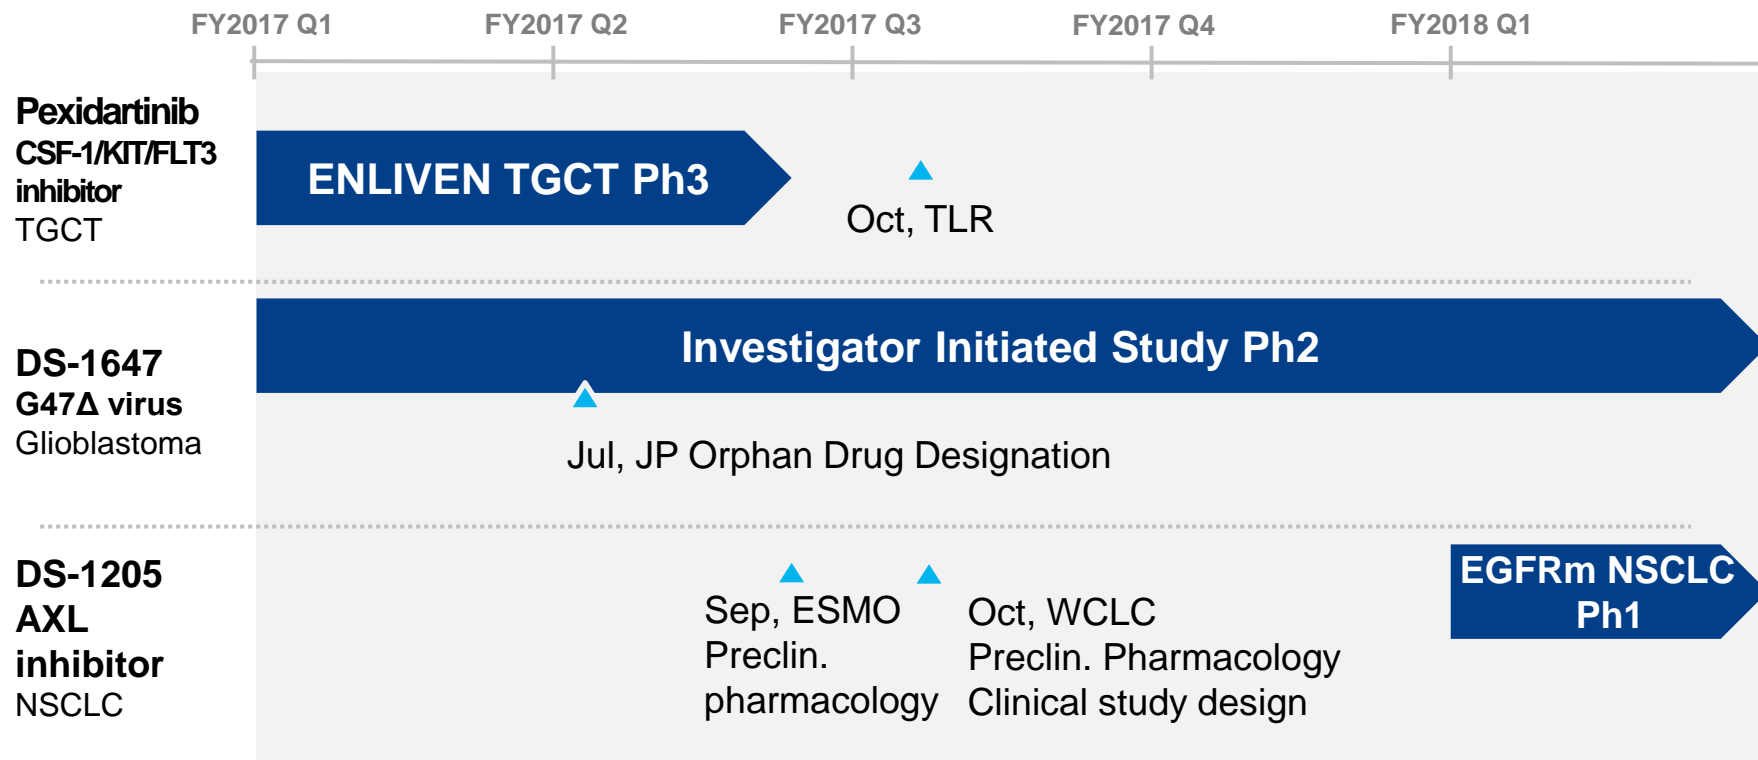 FY2017 Q1 FY2017 Q2 FY2017 Q3 FY2017 Q4 FY2018 Q1
Pexidartinib
CSF-1/KIT/FLT3
inhibitor
TGCT
ENLIVEN TGCT Ph3
Oct, TLR
DS-1647
G47Δ virus
Glioblastoma
Investigator Initiated Study Ph2
Jul, JP Orphan Drug Designation
DS-1205
AXL
inhibitor
NSCLC
Sep, ESMO
Preclin.
pharmacology
Oct, WCLC
Preclin. Pharmacology
Clinical study design
EGFRm NSCLC
Ph1